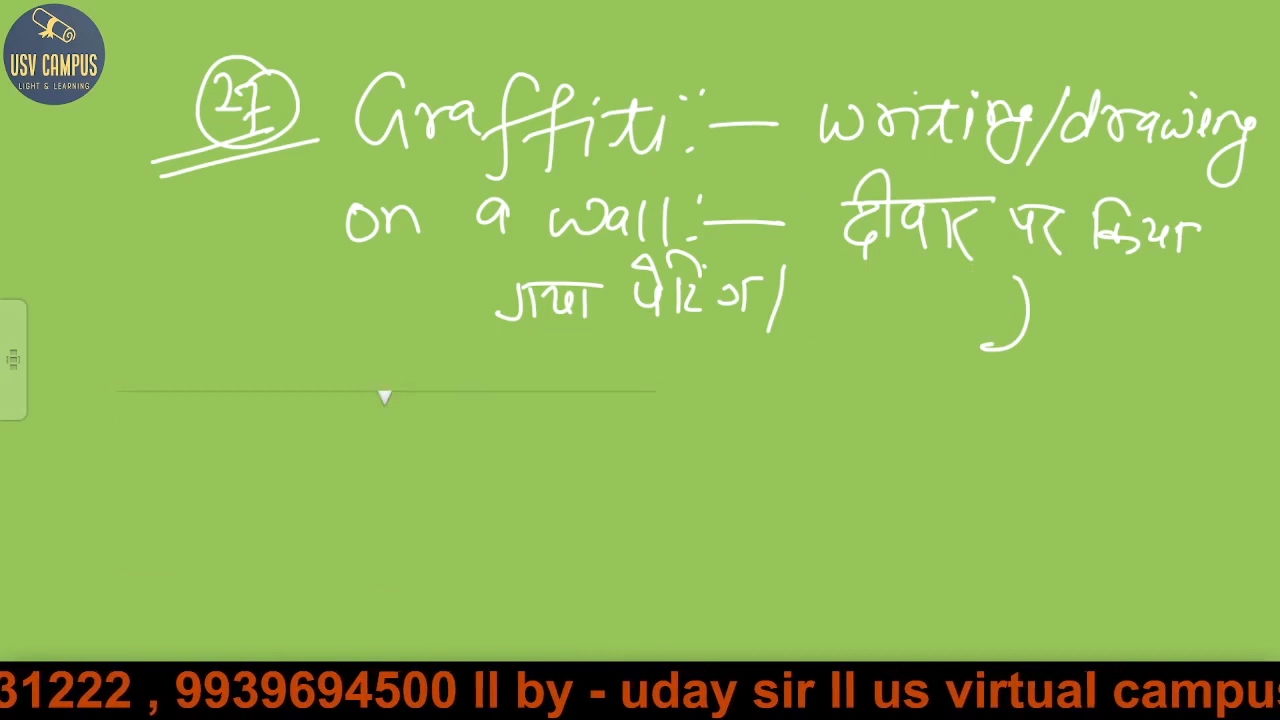 USV CAMPUS
LIGHT & LEARNING
27 Graffiti :— writing/drawing
on a wall :— दीवार पर किया
गया पैंटिंग/
31222 , 9939694500 ll by - uday sir ll us virtual campus